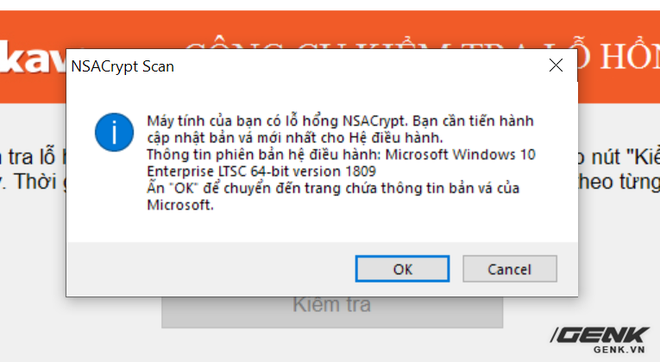 kav CÔNG CỤ KIỂM TRA LỖ HỔN
NSACrypt Scan
Máy tính của bạn có lỗ hổng NSACrypt. Bạn cần tiến hành
cập nhật bản vá mới nhất cho Hệ điều hành.
Thông tin phiên bản hệ điều hành: Microsoft Windows 10
Enterprise LTSC 64-bit version 1809
Ấn "OK" để chuyển đến trang chứa thông tin bản vá của
Microsoft.
OK Cancel
tra lỗ nút "Kiể
Thời theo từng
Kiểm tra
GENK
GENK.VN